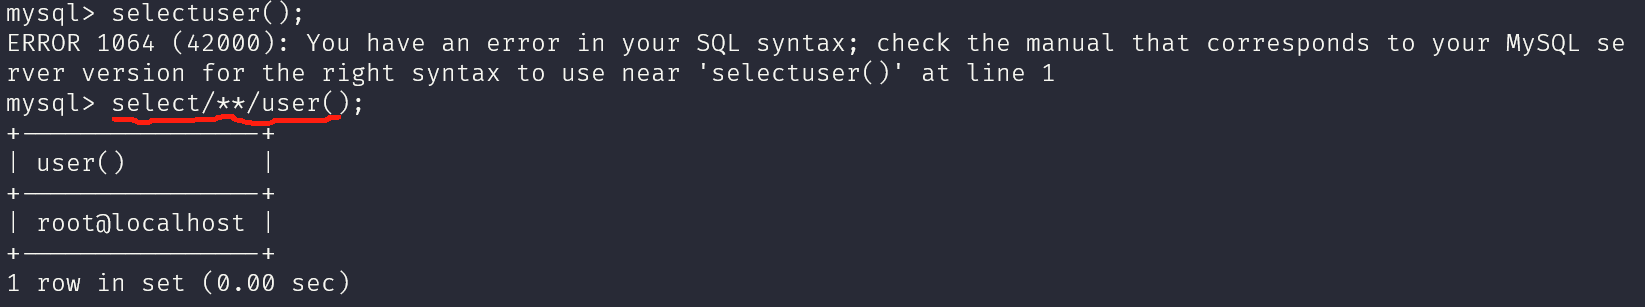 mysql> selectuser();
ERROR 1064 (42000): You have an error in your SQL syntax; check the manual that corresponds to your MySQL se
rver version for the right syntax to use near 'selectuser()' at line 1
mysql> select/**/user();
+----------------+
| user()         |
+----------------+
| root@localhost |
+----------------+
1 row in set (0.00 sec)